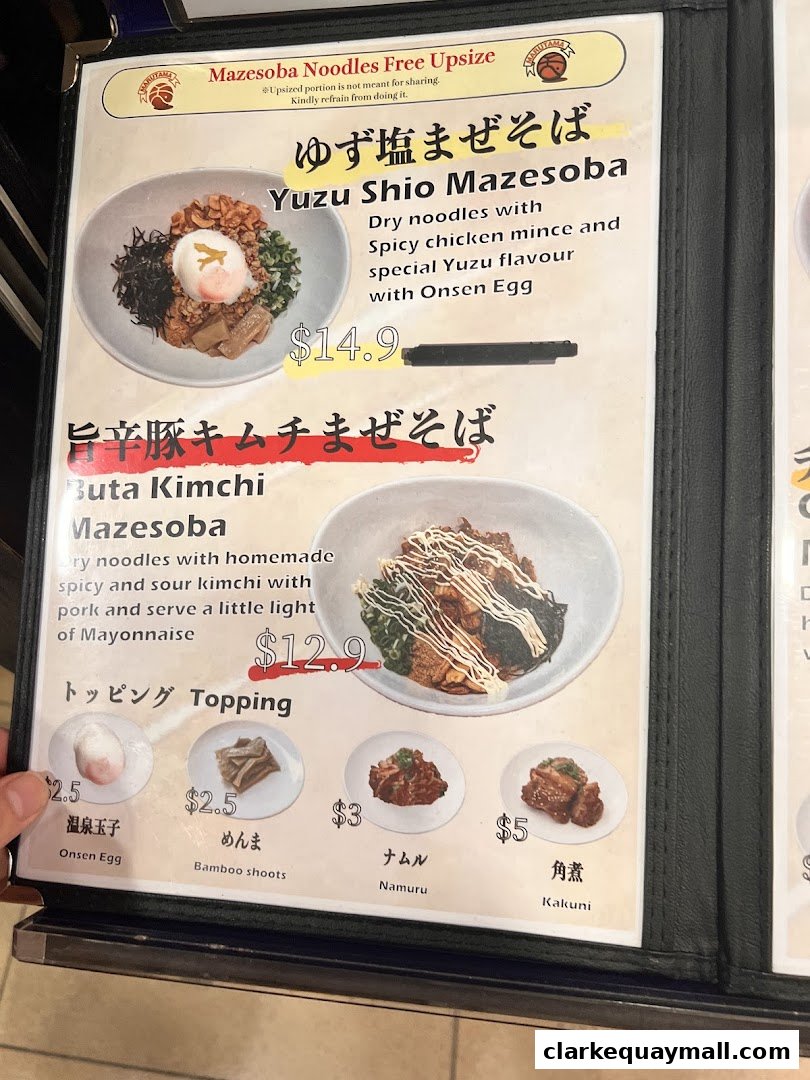 Mazesoba Noodles Free Upsize
※Upsized portion is not meant for sharing.
Kindly refrain from doing it.
MARUTAMA
MARUTAMA
ゆず塩まぜそば
Yuzu Shio Mazesoba
Dry noodles with
Spicy chicken mince and
special Yuzu flavour
with Onsen Egg
$14.9
旨辛豚キムチまぜそば
Buta Kimchi
Mazesoba
Dry noodles with homemade
spicy and sour kimchi with
pork and serve a little light
of Mayonnaise
$12.9
トッピング Topping
$2.5
温泉玉子
Onsen Egg
$2.5
めんま
Bamboo shoots
$3
ナムル
Namuru
$5
角煮
Kakuni
clarkequaymall.com